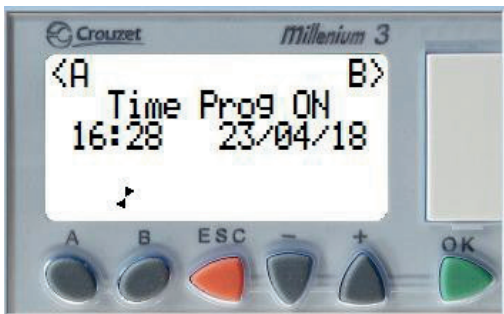 Crouzet Millenium 3
<A B>
Time Prog ON
16:28 23/04/18
A B ESC - + OK